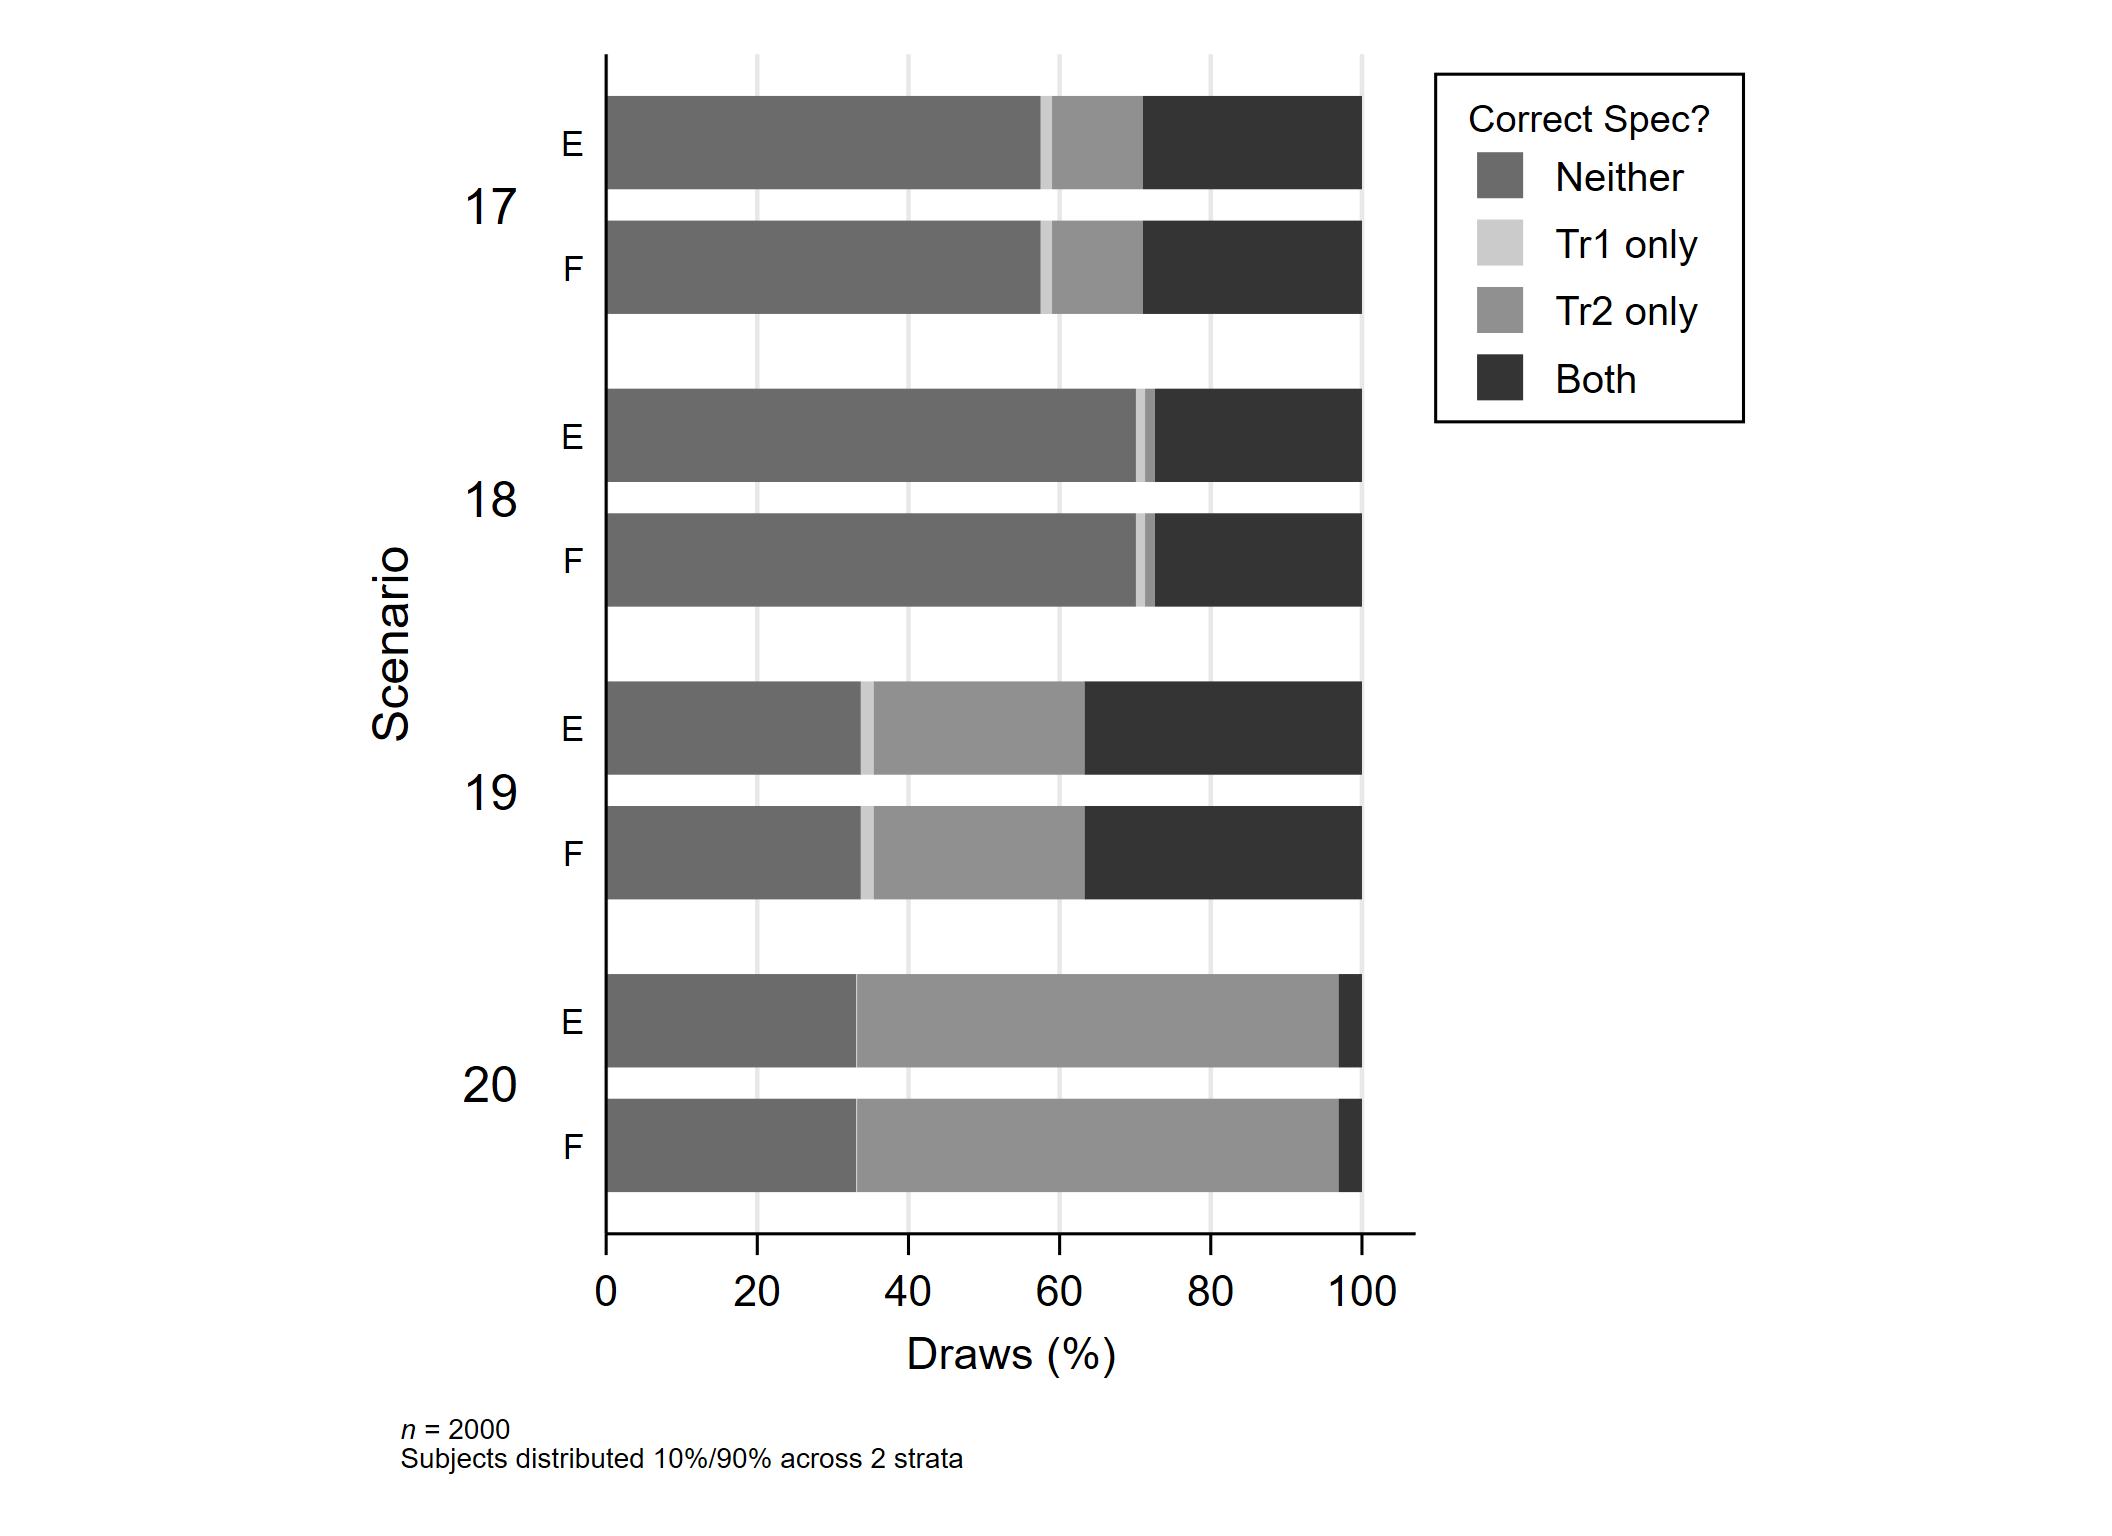 Correct Spec?
Neither
Tr1 only
Tr2 only
Both
Scenario
17
E
F
18
E
F
19
E
F
20
E
F
0 20 40 60 80 100
Draws (%)
n = 2000
Subjects distributed 10%/90% across 2 strata